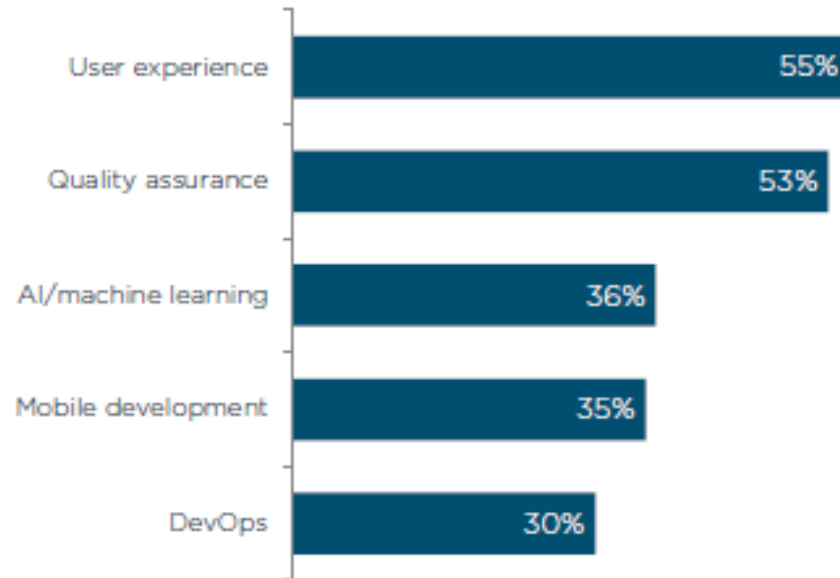 User experience 55%
Quality assurance 53%
AI/machine learning 36%
Mobile development 35%
DevOps 30%